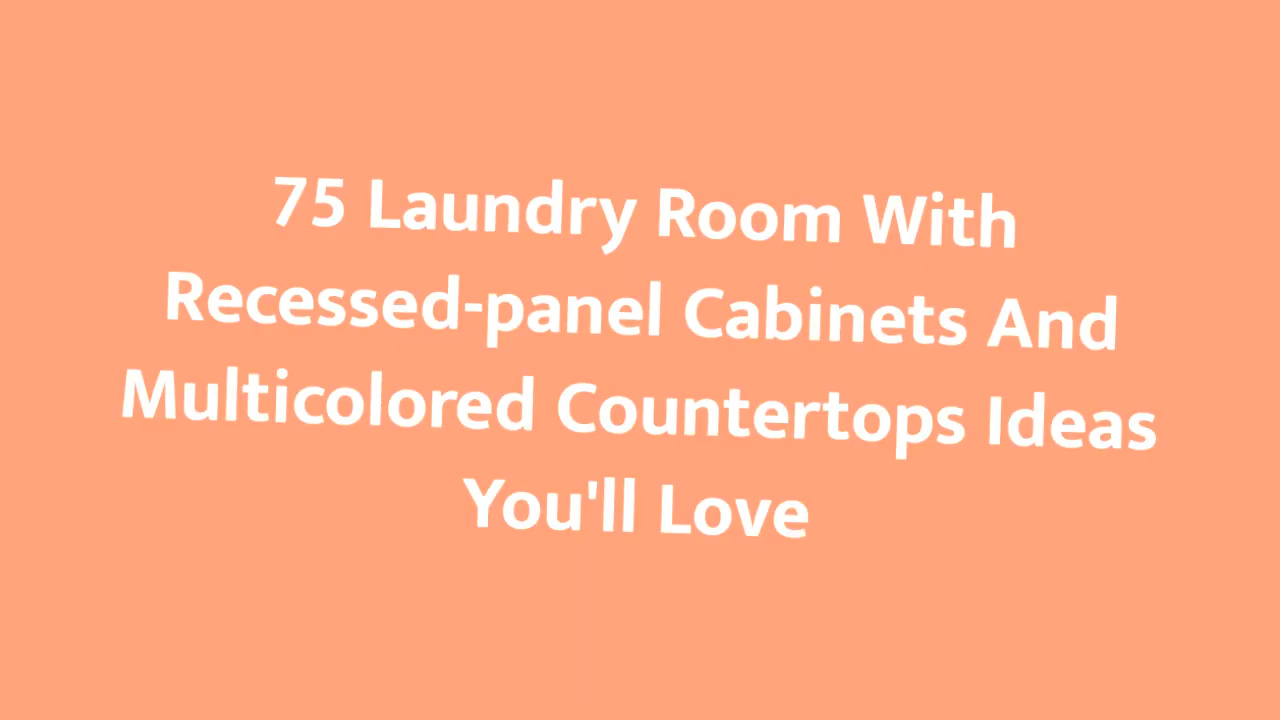 75 Laundry Room With
Recessed-panel Cabinets And
Multicolored Countertops Ideas
You'll Love